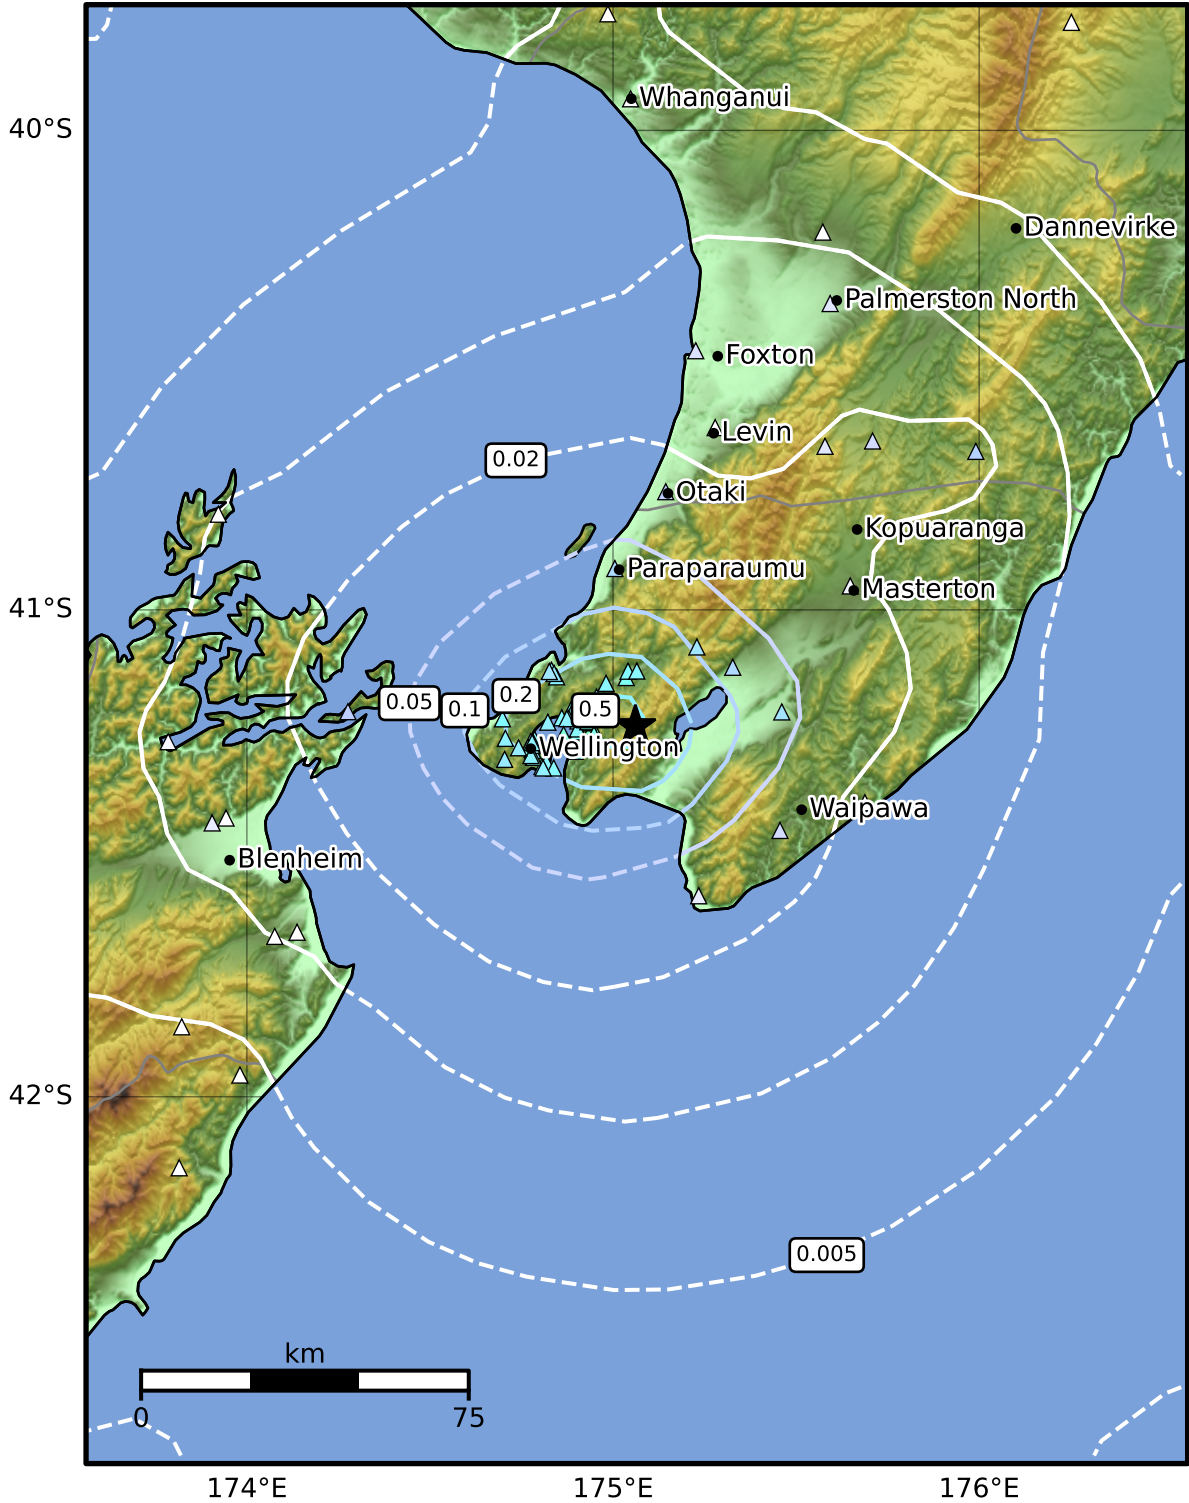 Whanganui
40°S
Dannevirke
Palmerston North
Foxton
Levin
0.02
Otaki
Kopuaranga
Paraparaumu
Masterton
41°S
0.05
0.1
0.2
0.5
Wellington
Waipawa
Blenheim
42°S
0.005
km
0
75
174°E
175°E
176°E